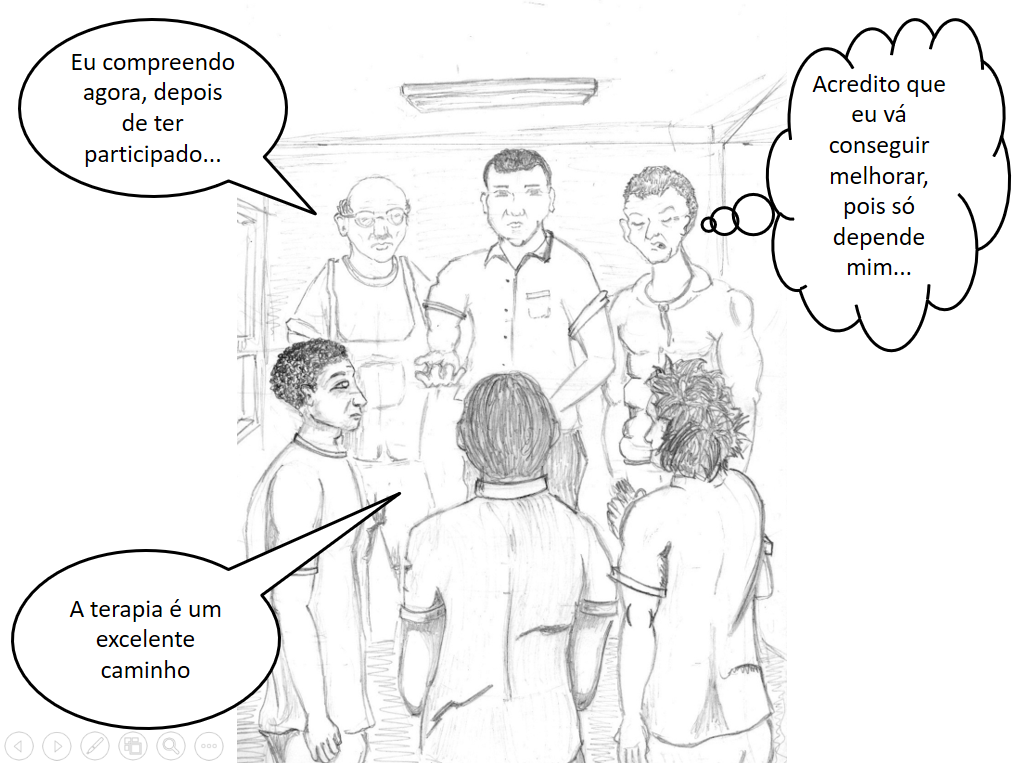 Eu compreendo
agora, depois
de ter
participado...
Acredito que
eu vá
conseguir
melhorar,
pois só
depende
mim...
A terapia é um
excelente
caminho